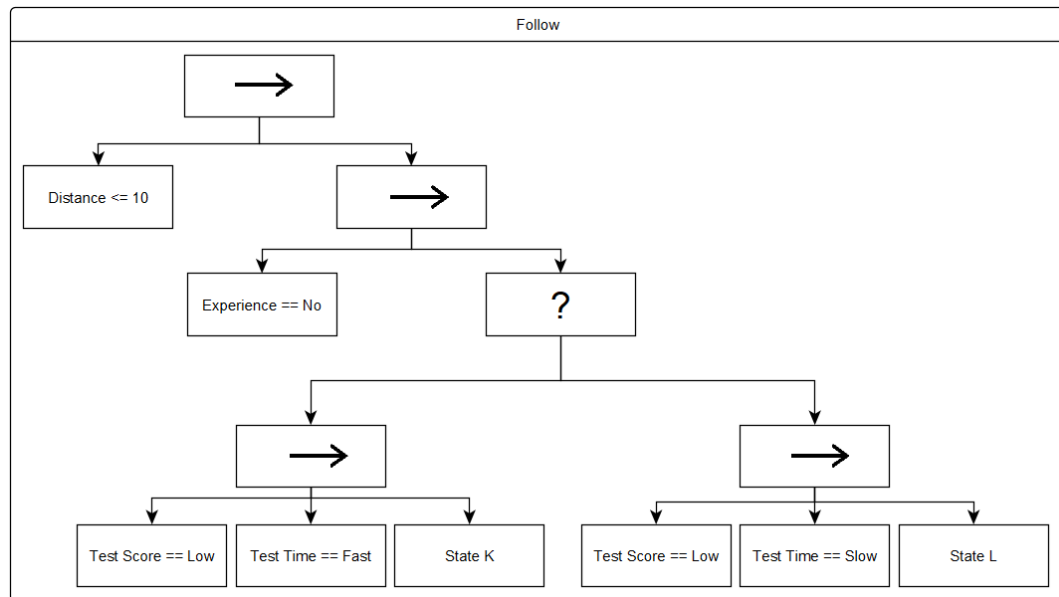 Follow
Distance <= 10
Experience == No
?
Test Score == Low
Test Time == Fast
State K
Test Score == Low
Test Time == Slow
State L